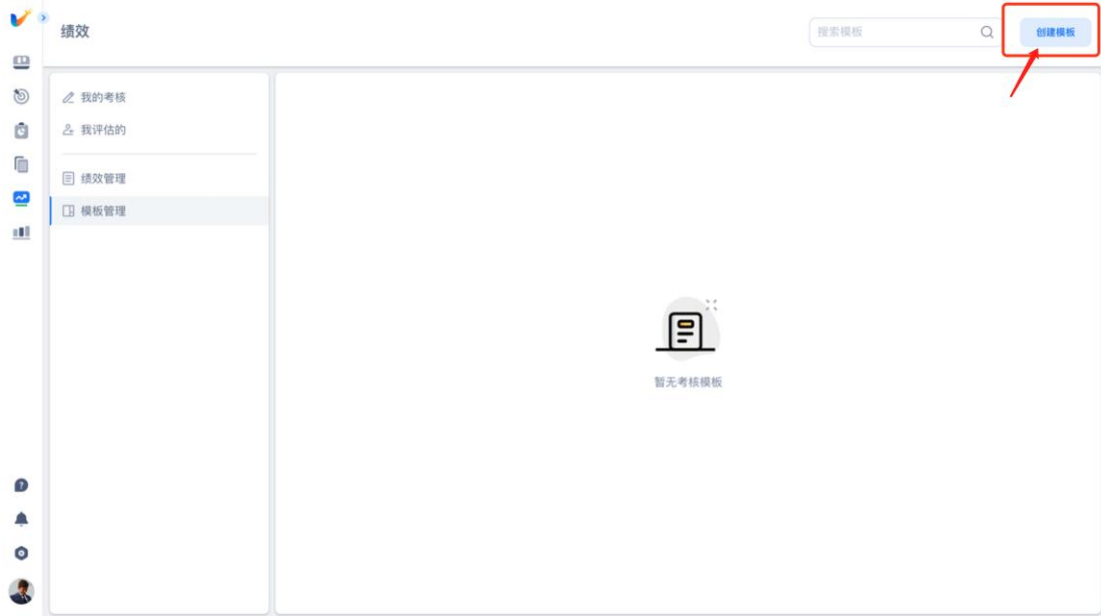 绩效
搜索模板
创建模板
我的考核
我评估的
绩效管理
模板管理
暂无考核模板